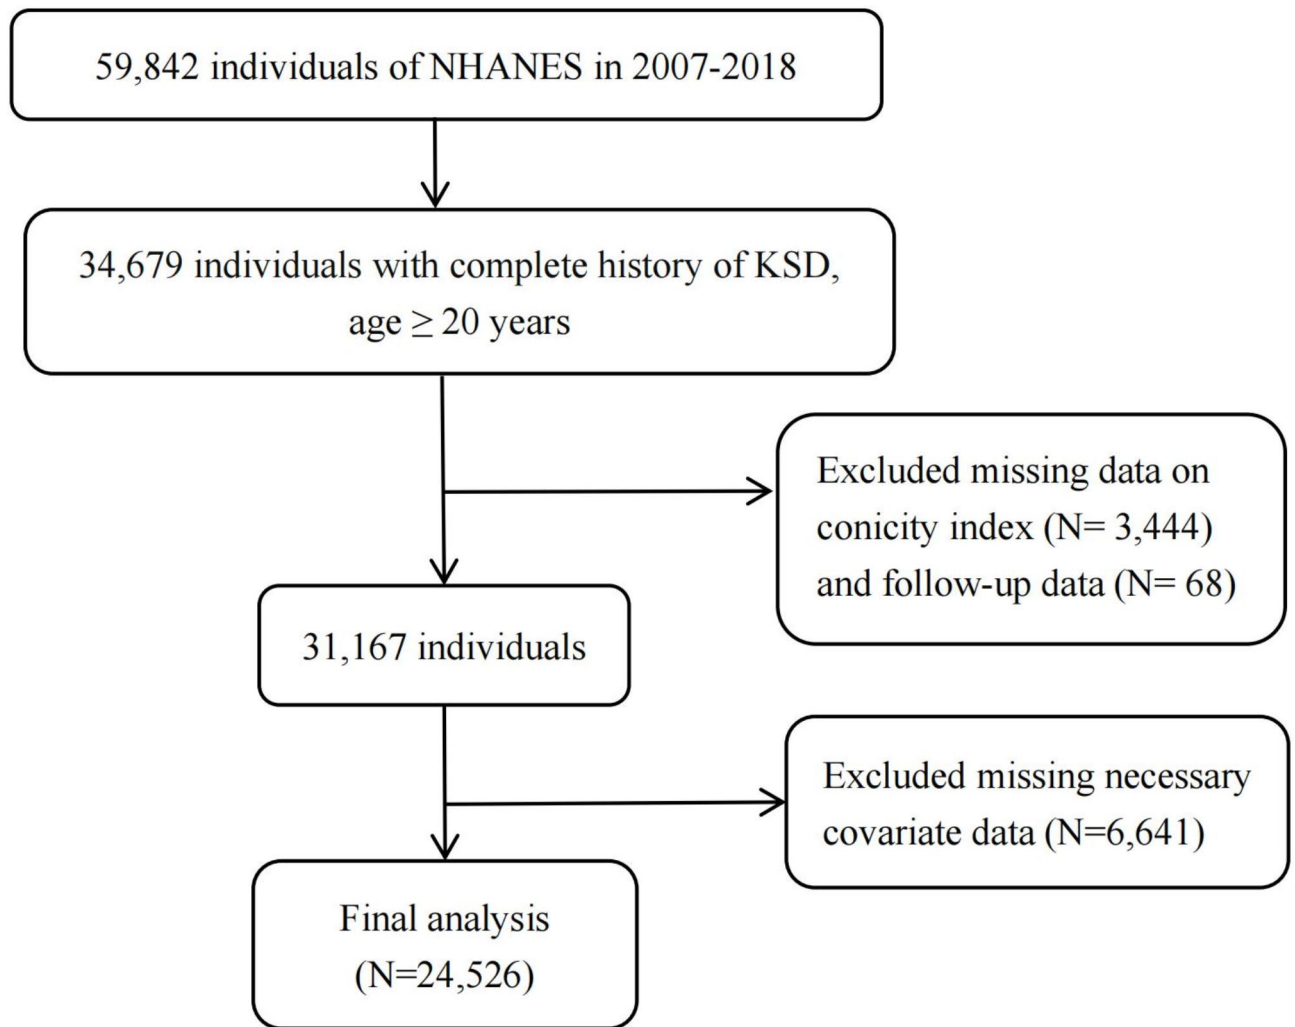 59,842 individuals of NHANES in 2007-2018
34,679 individuals with complete history of KSD,
age ≥ 20 years
Excluded missing data on
conicity index (N= 3,444)
and follow-up data (N= 68)
31,167 individuals
Excluded missing necessary
covariate data (N=6,641)
Final analysis
(N=24,526)